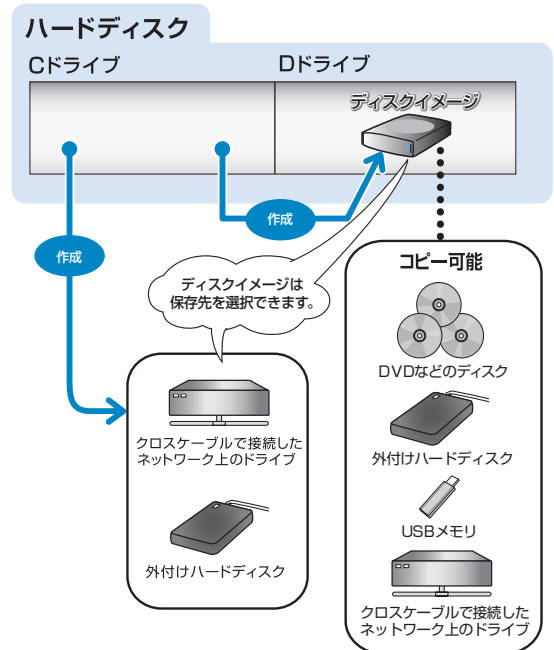 ハードディスク
Cドライブ
Dドライブ
ディスクイメージ
作成
作成
ディスクイメージは
保存先を選択できます。
コピー可能
DVDなどのディスク
外付けハードディスク
USBメモリ
クロスケーブルで接続した
ネットワーク上のドライブ
クロスケーブルで接続した
ネットワーク上のドライブ
外付けハードディスク